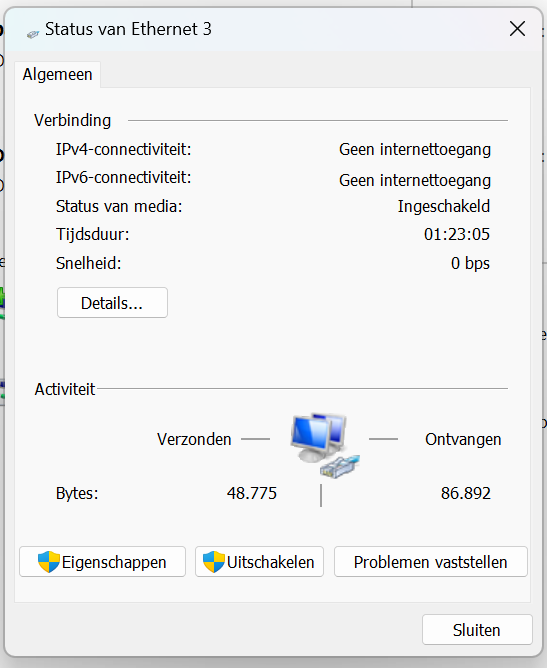 Status van Ethernet 3
Algemeen
Verbinding
IPv4-connectiviteit: Geen internettoegang
IPv6-connectiviteit: Geen internettoegang
Status van media: Ingeschakeld
Tijdsduur: 01:23:05
Snelheid: 0 bps
Details...
Activiteit
Verzonden Ontvangen
Bytes: 48.775 86.892
Eigenschappen Uitschakelen Problemen vaststellen
Sluiten